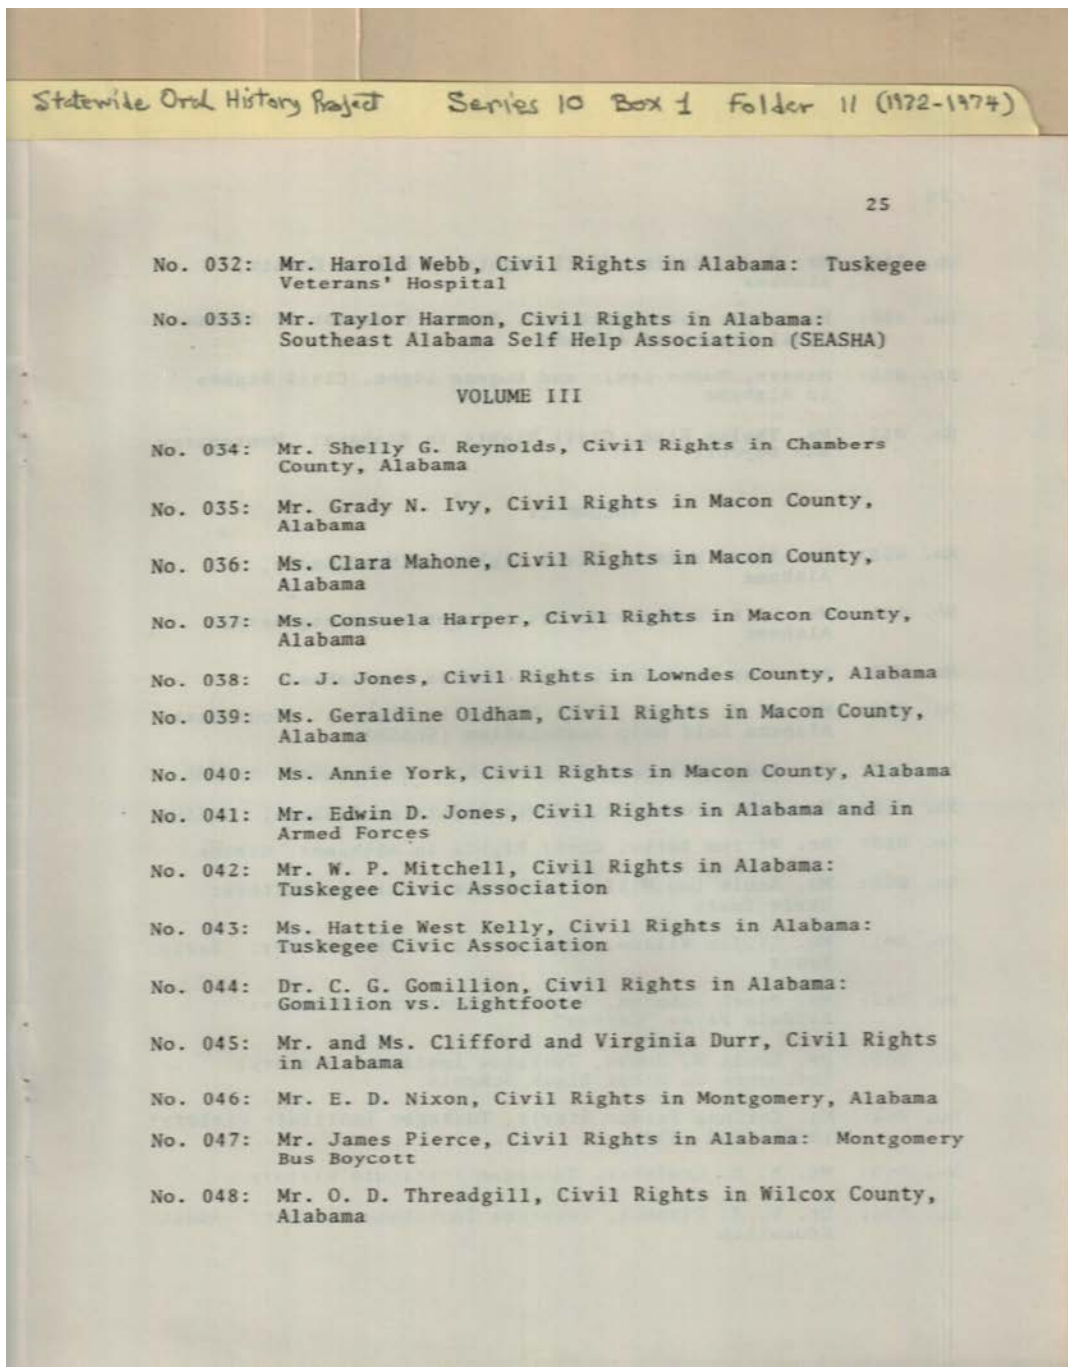 Statewide Oral History Project Series 10 Box 1 Folder 11 (1972-1974)
25
No. 032: Mr. Harold Webb, Civil Rights in Alabama: Tuskegee
Veterans' Hospital
No. 033: Mr. Taylor Harmon, Civil Rights in Alabama:
Southeast Alabama Self Help Association (SEASHA)
VOLUME III
No. 034: Mr. Shelly G. Reynolds, Civil Rights in Chambers
County, Alabama
No. 035: Mr. Grady N. Ivy, Civil Rights in Macon County,
Alabama
No. 036: Ms. Clara Mahone, Civil Rights in Macon County,
Alabama
No. 037: Ms. Consuela Harper, Civil Rights in Macon County,
Alabama
No. 038: C. J. Jones, Civil Rights in Lowndes County, Alabama
No. 039: Ms. Geraldine Oldham, Civil Rights in Macon County,
Alabama
No. 040: Ms. Annie York, Civil Rights in Macon County, Alabama
No. 041: Mr. Edwin D. Jones, Civil Rights in Alabama and in
Armed Forces
No. 042: Mr. W. P. Mitchell, Civil Rights in Alabama:
Tuskegee Civic Association
No. 043: Ms. Hattie West Kelly, Civil Rights in Alabama:
Tuskegee Civic Association
No. 044: Dr. C. G. Gomillion, Civil Rights in Alabama:
Gomillion vs. Lightfoote
No. 045: Mr. and Ms. Clifford and Virginia Durr, Civil Rights
in Alabama
No. 046: Mr. E. D. Nixon, Civil Rights in Montgomery, Alabama
No. 047: Mr. James Pierce, Civil Rights in Alabama: Montgomery
Bus Boycott
No. 048: Mr. O. D. Threadgill, Civil Rights in Wilcox County,
Alabama